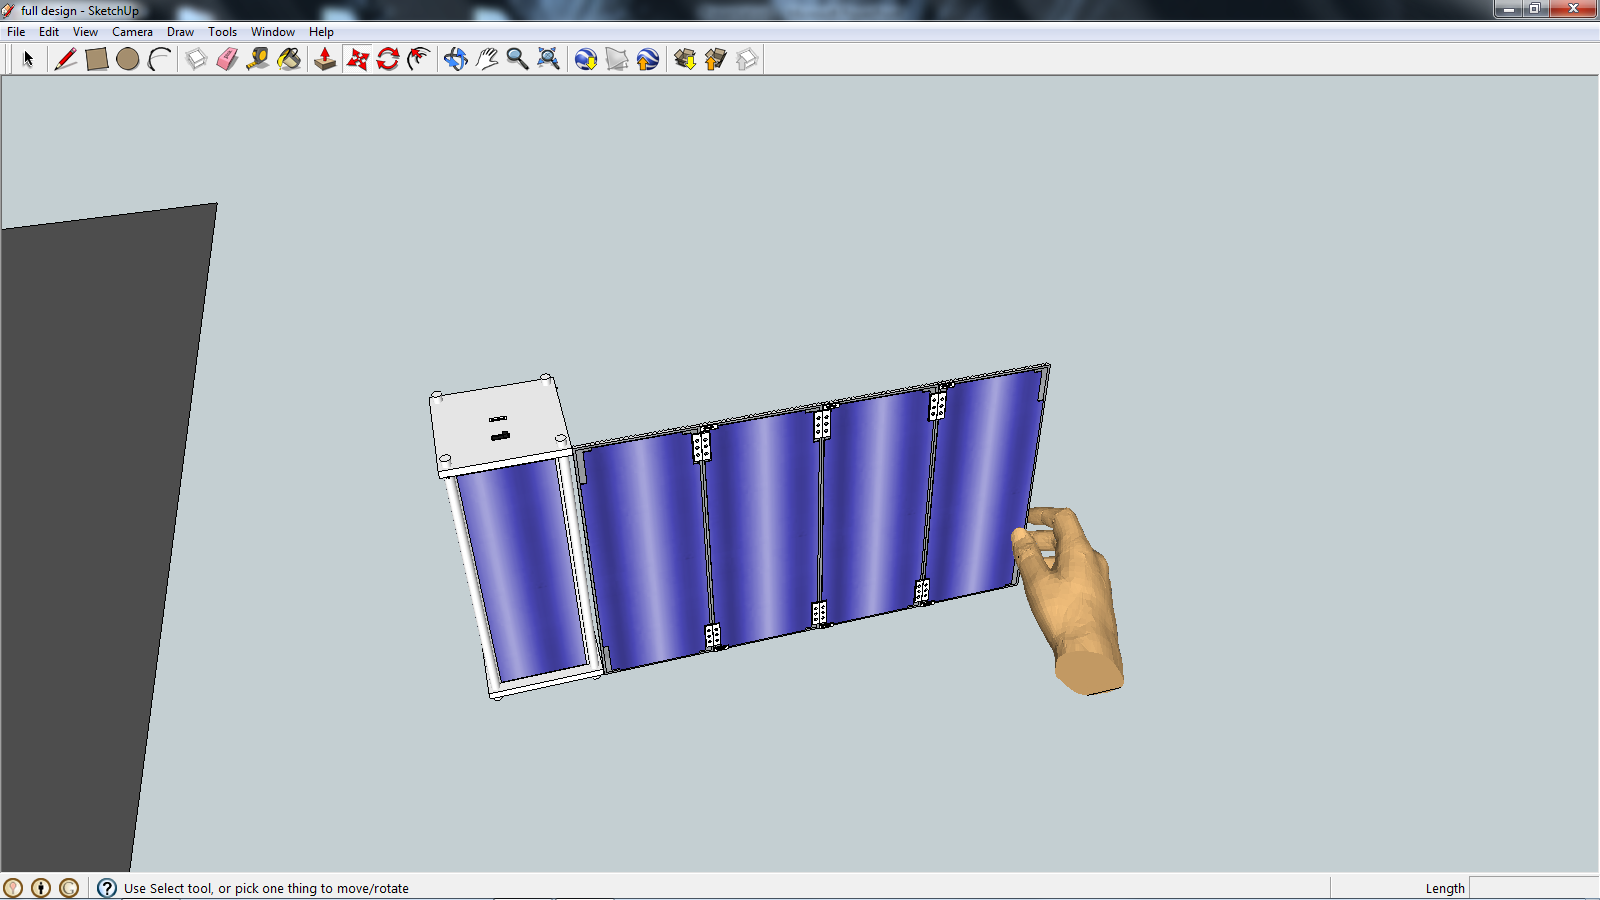 full design - SketchUp
File Edit View Camera Draw Tools Window Help
Use Select tool, or pick one thing to move/rotate
Length